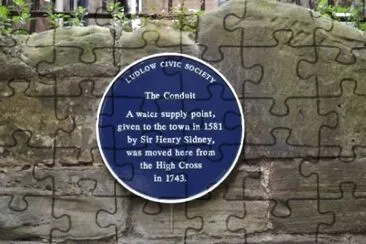 LUDLOW CIVIC SOCIETY
The Conduit
A water supply point,
given to the town in 1581
by Sir Henry Sidney,
was moved here from
the High Cross
in 1743.